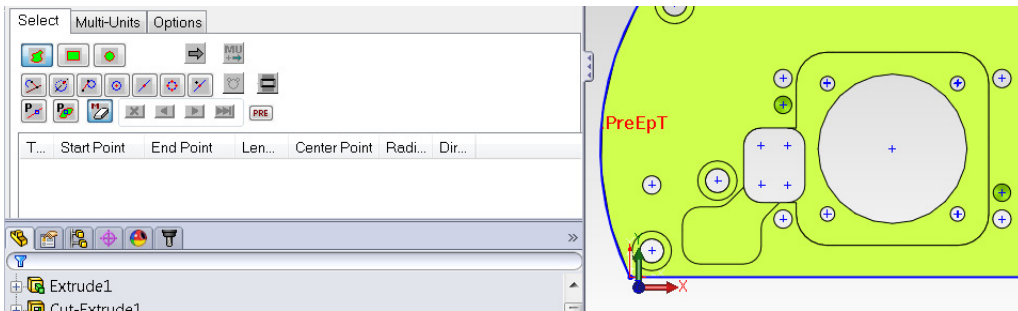 Select Multi-Units Options
MU
P P M PRE
T... Start Point End Point Len... Center Point Radi... Dir...
»
Extrude1
Cut-Extrude1
PreEpT
Y
X